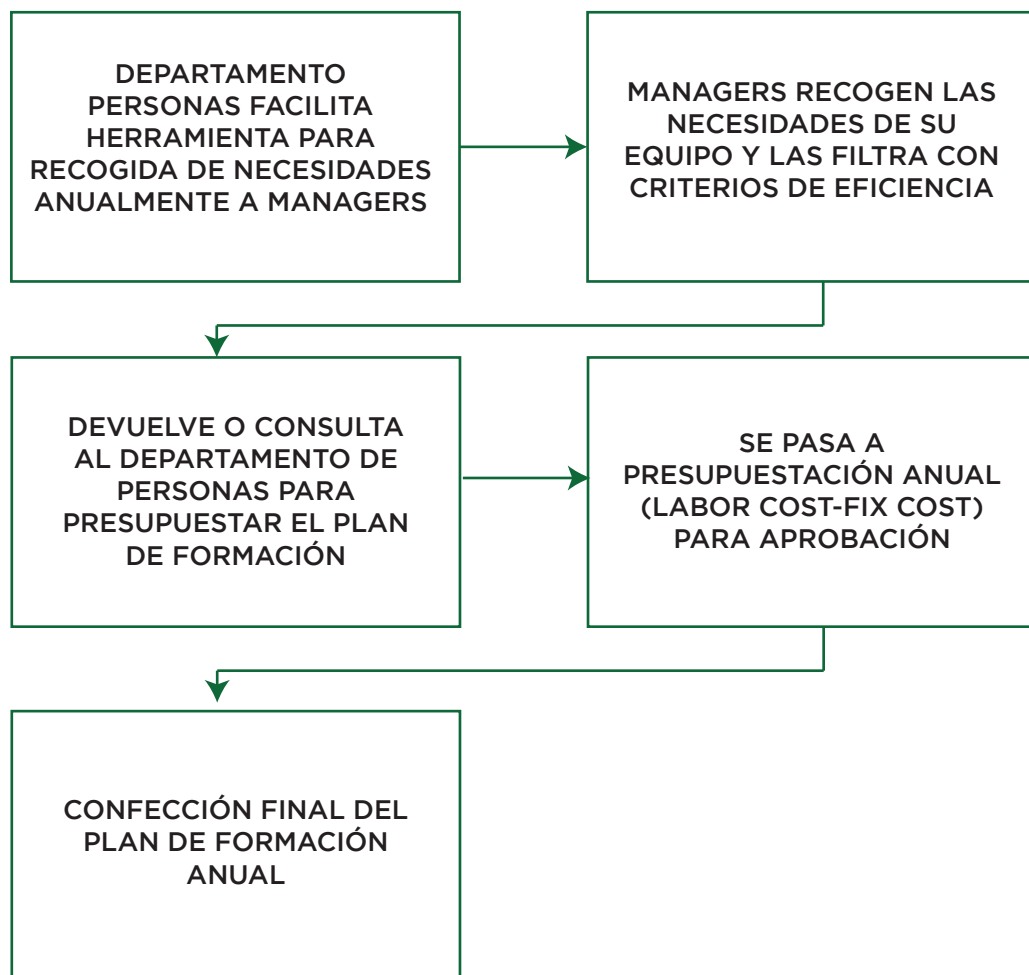 DEPARTAMENTO
PERSONAS FACILITA
HERRAMIENTA PARA
RECOGIDA DE NECESIDADES
ANUALMENTE A MANAGERS
MANAGERS RECOGEN LAS
NECESIDADES DE SU
EQUIPO Y LAS FILTRA CON
CRITERIOS DE EFICIENCIA
DEVUELVE O CONSULTA
AL DEPARTAMENTO DE
PERSONAS PARA
PRESUPUESTAR EL PLAN
DE FORMACIÓN
SE PASA A
PRESUPUESTACIÓN ANUAL
(LABOR COST-FIX COST)
PARA APROBACIÓN
CONFECCIÓN FINAL DEL
PLAN DE FORMACIÓN
ANUAL